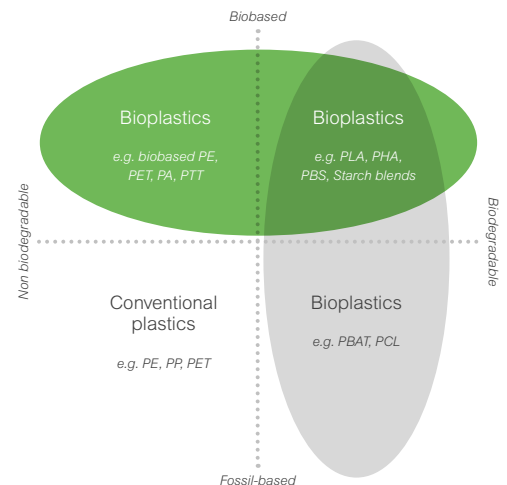 Biobased
Bioplastics
e.g. biobased PE,
PET, PA, PTT
Bioplastics
e.g. PLA, PHA,
PBS, Starch blends
Non biodegradable
Biodegradable
Conventional
plastics
e.g. PE, PP, PET
Bioplastics
e.g. PBAT, PCL
Fossil-based